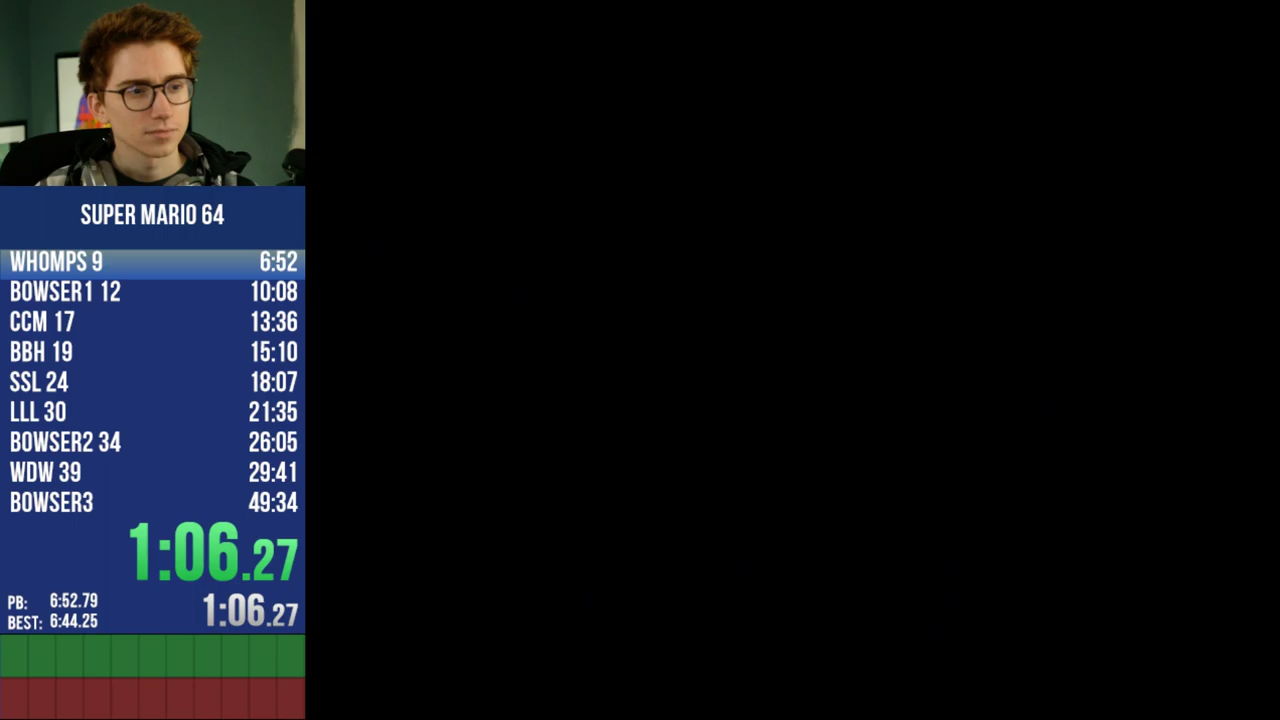 SUPER MARIO 64
WHOMPS 9 6:52
BOWSER1 12 10:08
CCM 17 13:36
BBH 19 15:10
SSL 24 18:07
LLL 30 21:35
BOWSER2 34 26:05
WDW 39 29:41
BOWSER3 49:34
1:06.27
PB: 6:52.79
BEST: 6:44.25
1:06.27